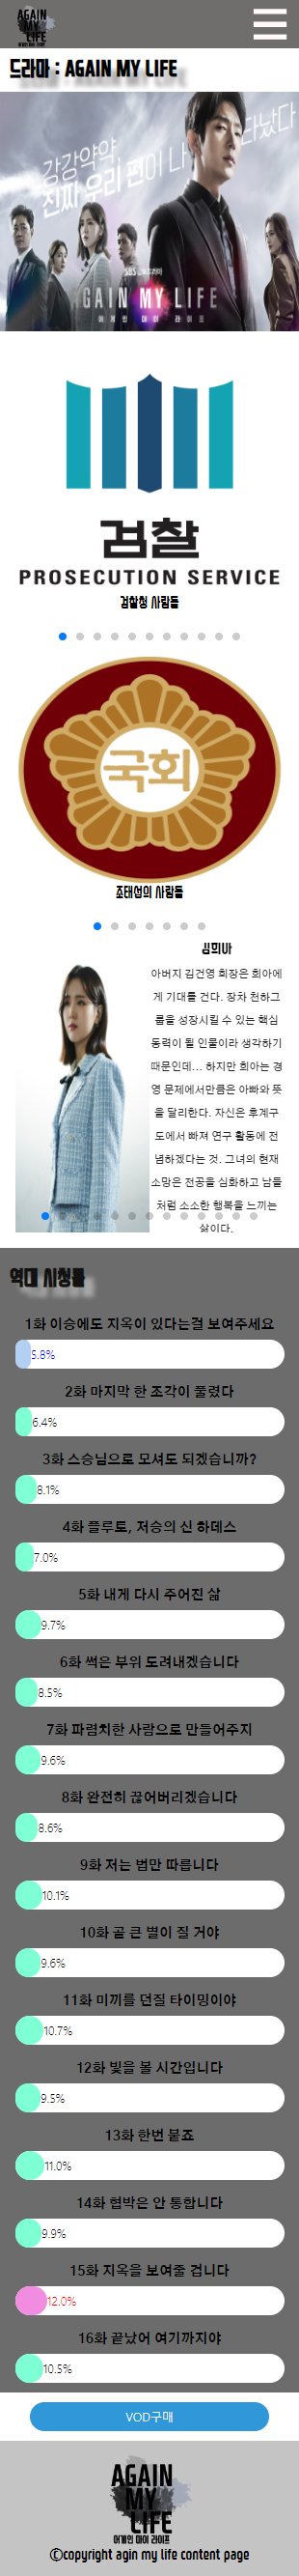 AGAIN
MY
LIFE
어게인 마이 라이프
드라마 : AGAIN MY LIFE
나타났다
강강약약
진짜 우리 편이
SBS 금토드라마
AGAIN MY LIFE
어 게 인 마 이 라 이 프
검찰
PROSECUTION SERVICE
검찰청 사람들
국회
조태섭의 사람들
김희아
아버지 김건영 회장은 희아에
게 기대를 건다. 장차 천하그
룹을 성장시킬 수 있는 핵심
동력이 될 인물이라 생각하기
때문인데... 하지만 희아는 경
영 문제에서만큼은 아빠와 뜻
을 달리한다. 자신은 후계구
도에서 빠져 연구 활동에 전
념하겠다는 것. 그녀의 현재
소망은 전공을 심화하고 남들
처럼 소소한 행복을 느끼는
삶이다.
역대 시청률
1화 이승에도 지옥이 있다는걸 보여주세요
5.8%
2화 마지막 한 조각이 풀렸다
6.4%
3화 스승님으로 모셔도 되겠습니까?
8.1%
4화 플루토, 저승의 신 하데스
7.0%
5화 내게 다시 주어진 삶
9.7%
6화 썩은 부위 도려내겠습니다
8.5%
7화 파렴치한 사람으로 만들어주지
9.6%
8화 완전히 끊어버리겠습니다
8.6%
9화 저는 법만 따릅니다
10.1%
10화 곧 큰 별이 질 거야
9.6%
11화 미끼를 던질 타이밍이야
10.7%
12화 빛을 볼 시간입니다
9.5%
13화 한번 붙죠
11.0%
14화 협박은 안 통합니다
9.9%
15화 지옥을 보여줄 겁니다
12.0%
16화 끝났어 여기까지야
10.5%
VOD구매
AGAIN
MY
LIFE
어게인 마이 라이프
ⓒcopyright agin my life content page